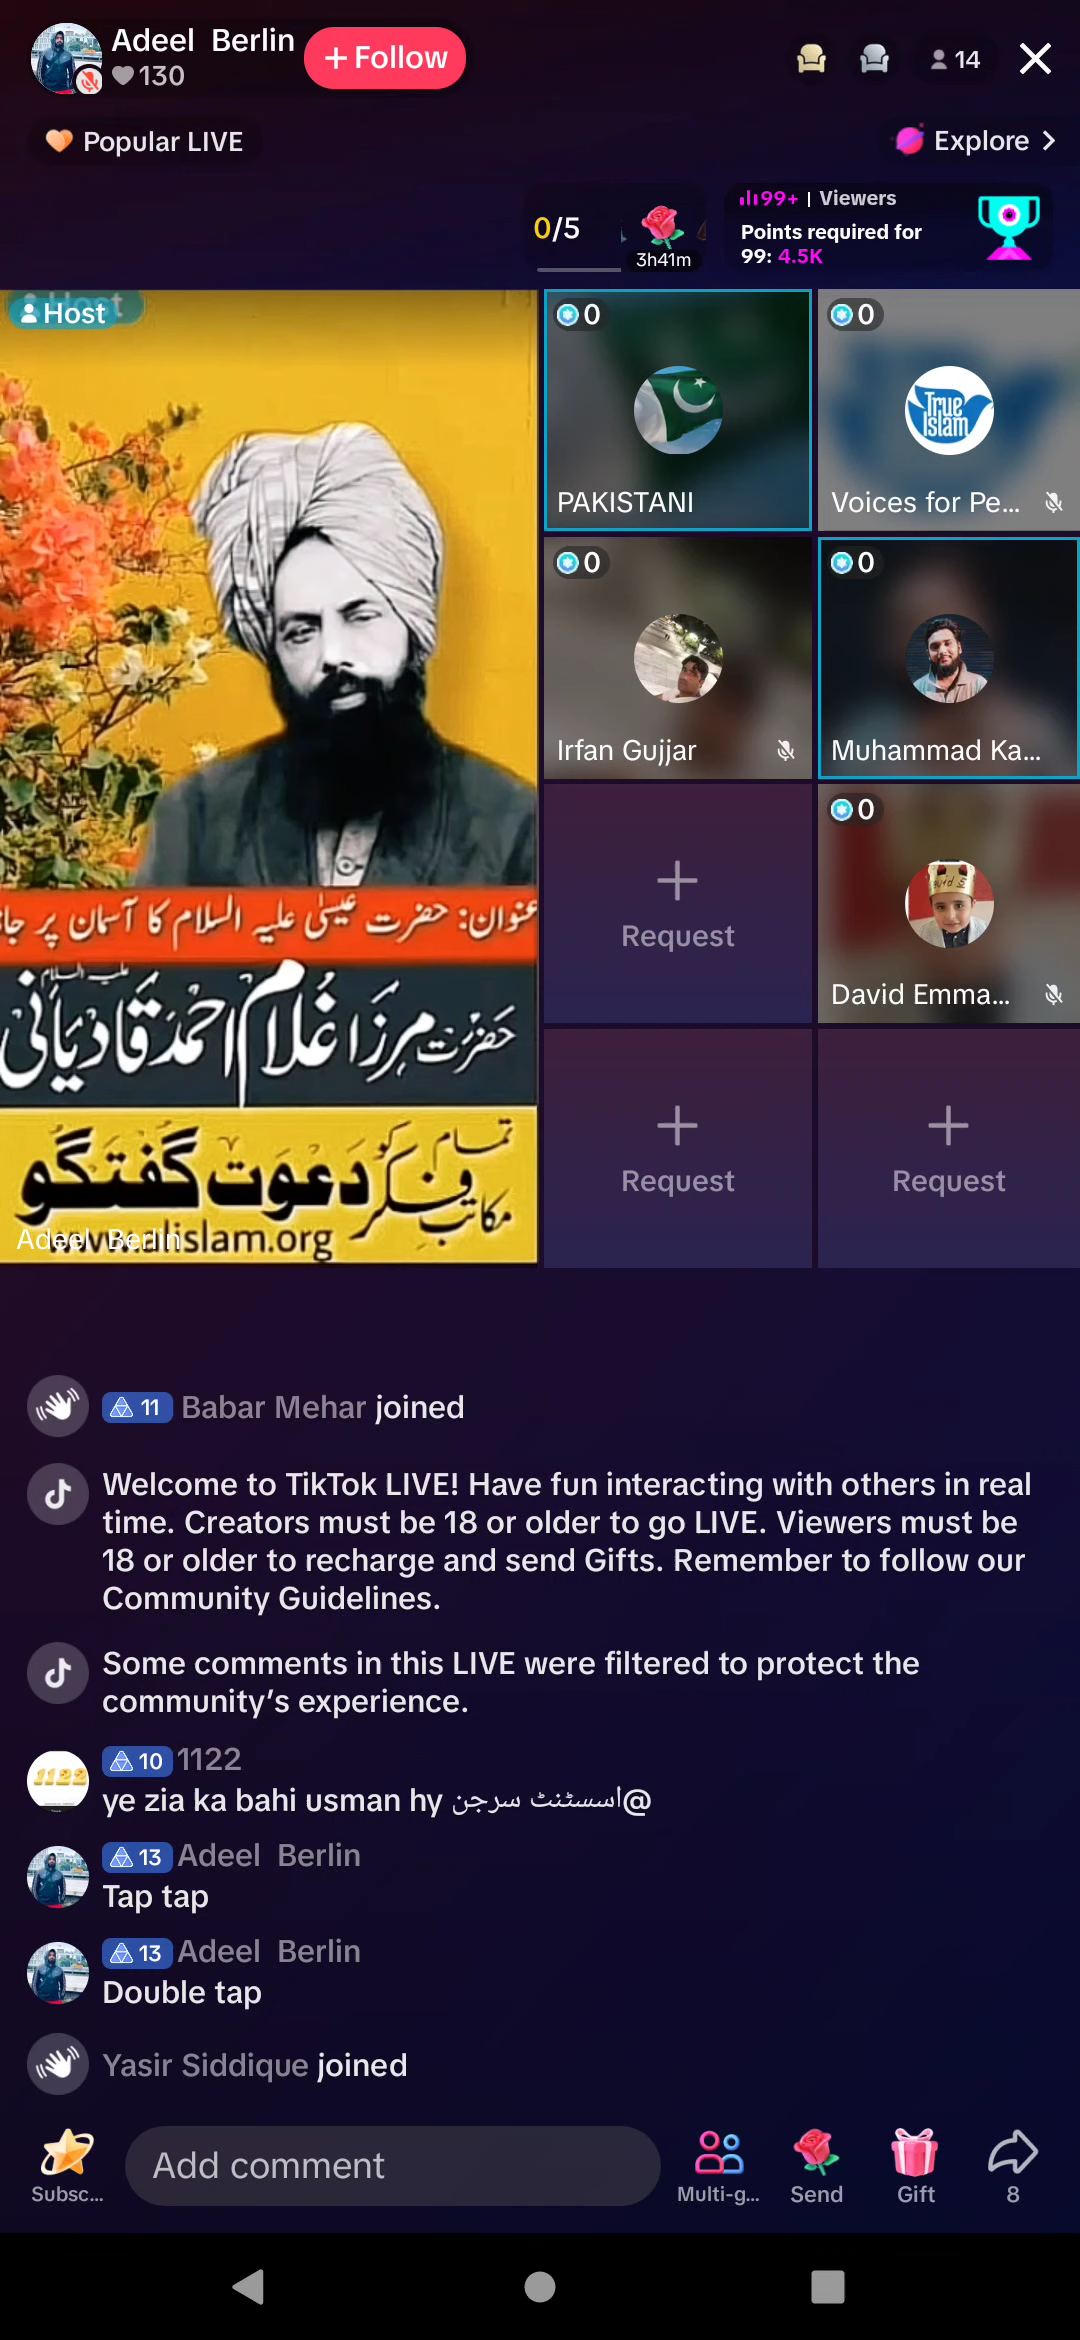 Adeel Berlin
130
+ Follow
14
Popular LIVE
Explore
0/5
3h41m
99+ | Viewers
Points required for
99: 4.5K
Host
0
PAKISTANI
0
True
Islam
Voices for Pe...
0
Irfan Gujjar
0
Muhammad Ka...
Request
0
David Emma...
Request
Request
عنوان: حضرت عیسیٰ علیہ السلام کا آسمان پر جا
حضرت مرزا غلام احمد قادیانی علیہ السلام
تمام مکاتب فکر کو دعوت گفتگو
Adeel Berlin
Babar Mehar joined
11
Welcome to TikTok LIVE! Have fun interacting with others in real
time. Creators must be 18 or older to go LIVE. Viewers must be
18 or older to recharge and send Gifts. Remember to follow our
Community Guidelines.
Some comments in this LIVE were filtered to protect the
community’s experience.
10 1122
ye zia ka bahi usman hy اسسٹنٹ سرجن@
13 Adeel Berlin
Tap tap
13 Adeel Berlin
Double tap
Yasir Siddique joined
Add comment
Subsc...
Multi-g...
Send
Gift
8